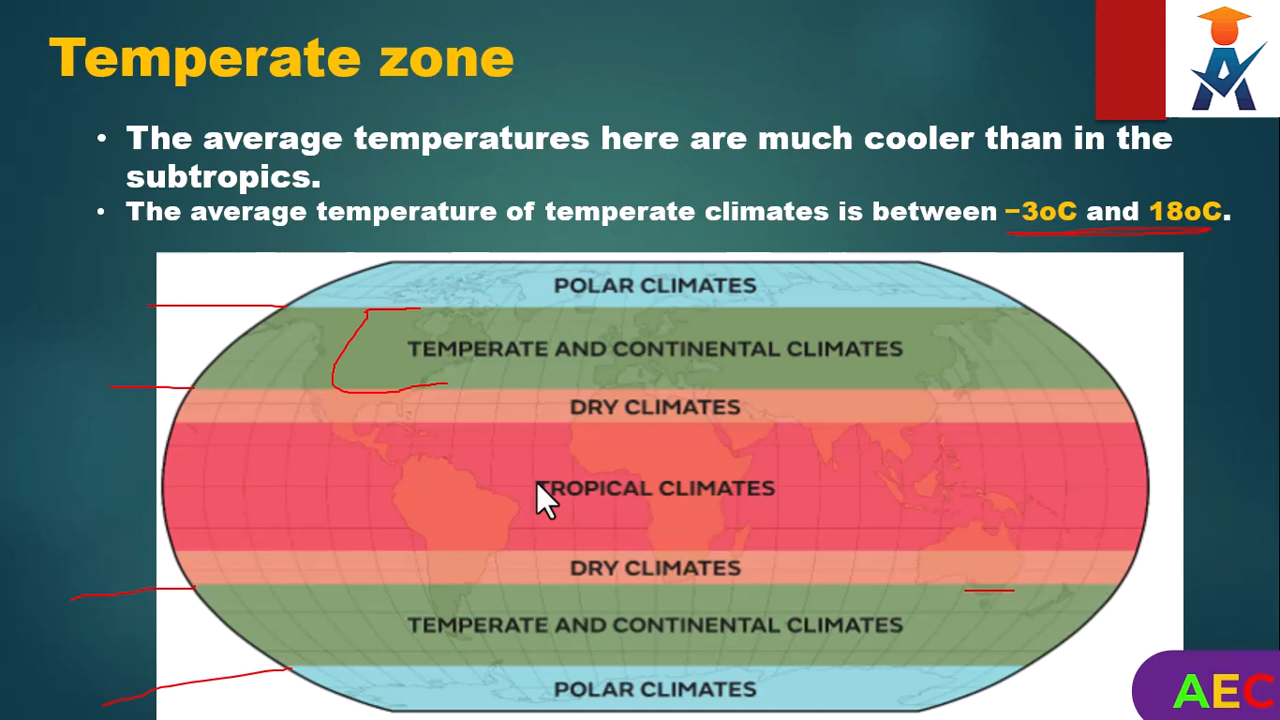 Temperate zone
• The average temperatures here are much cooler than in the
subtropics.
• The average temperature of temperate climates is between −3oC and 18oC.
POLAR CLIMATES
TEMPERATE AND CONTINENTAL CLIMATES
DRY CLIMATES
TROPICAL CLIMATES
DRY CLIMATES
TEMPERATE AND CONTINENTAL CLIMATES
POLAR CLIMATES
AEC